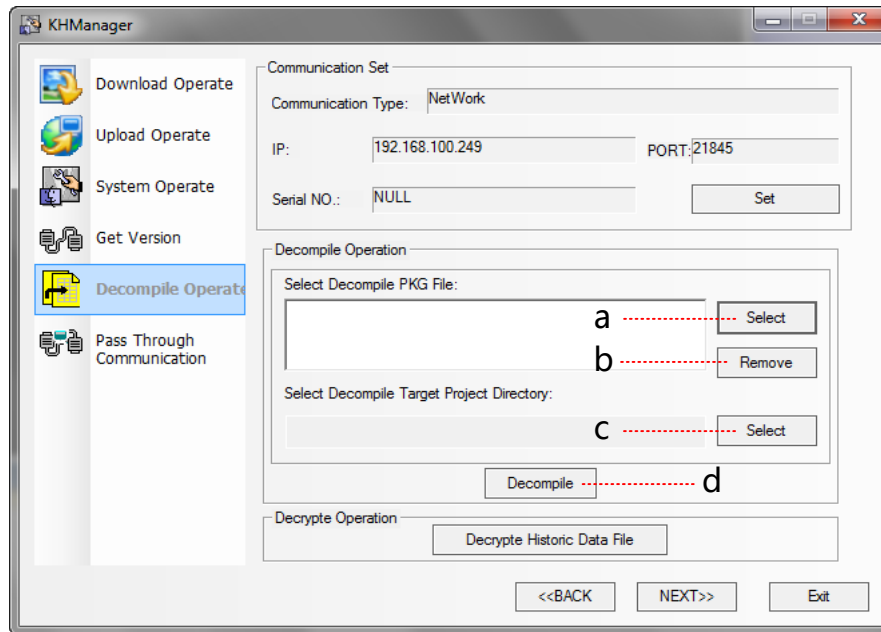 KHManager
Download Operate
Upload Operate
System Operate
Get Version
Decompile Operate
Pass Through
Communication
Communication Set
Communication Type: NetWork
IP: 192.168.100.249 PORT: 21845
Serial NO.: NULL Set
Decompile Operation
Select Decompile PKG File:
a Select
b Remove
Select Decompile Target Project Directory:
c Select
Decompile d
Decrypte Operation
Decrypte Historic Data File
<<BACK NEXT>> Exit